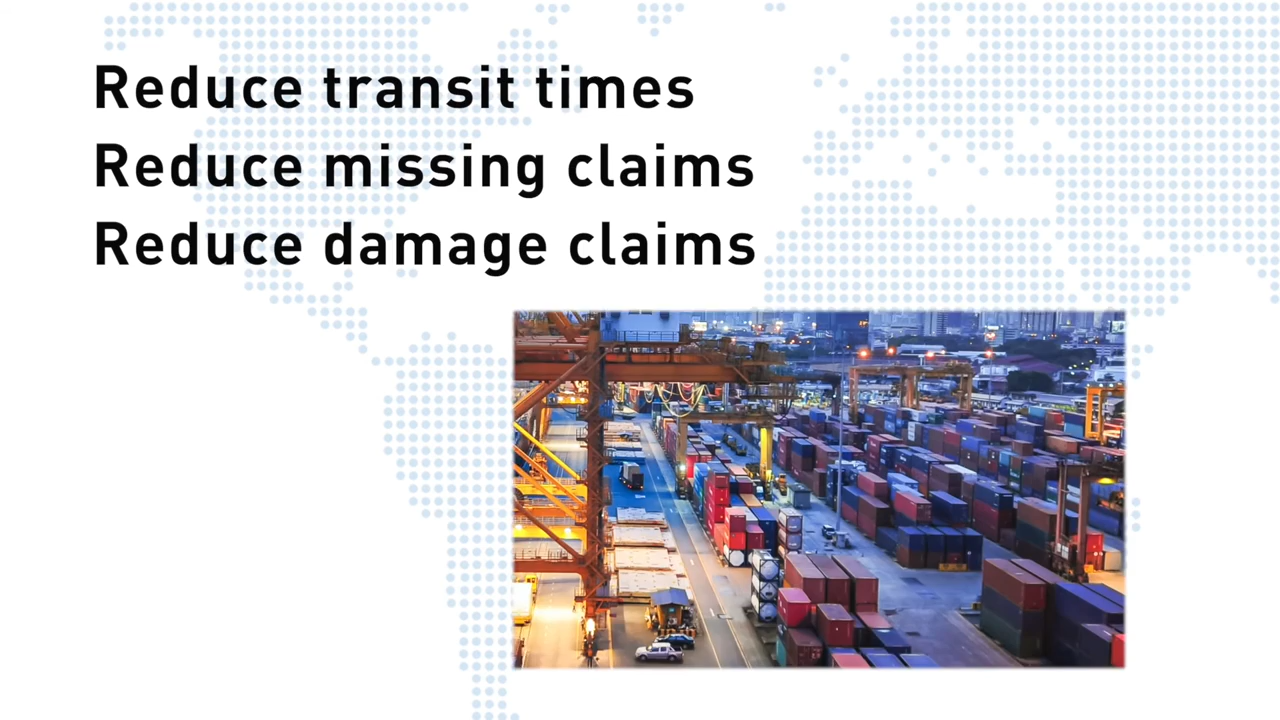 Reduce transit times
Reduce missing claims
Reduce damage claims